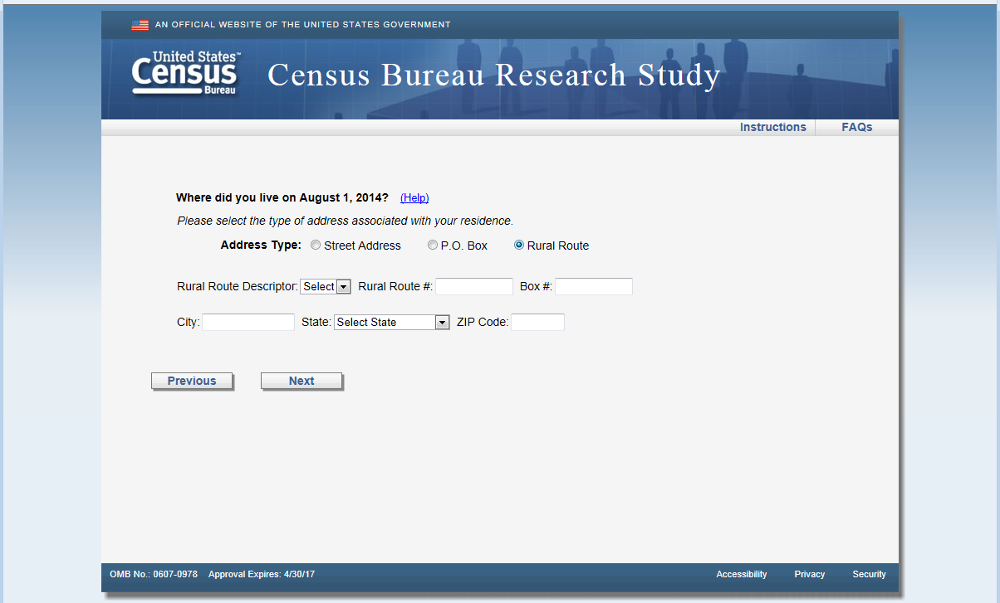 AN OFFICIAL WEBSITE OF THE UNITED STATES GOVERNMENT
United States™
Census
Bureau
Census Bureau Research Study
Instructions FAQs
Where did you live on August 1, 2014? (Help)
Please select the type of address associated with your residence.
Address Type: Street Address P.O. Box Rural Route
Rural Route Descriptor: Select Rural Route #: Box #:
City: State: Select State ZIP Code:
Previous Next
OMB No.: 0607-0978 Approval Expires: 4/30/17 Accessibility Privacy Security